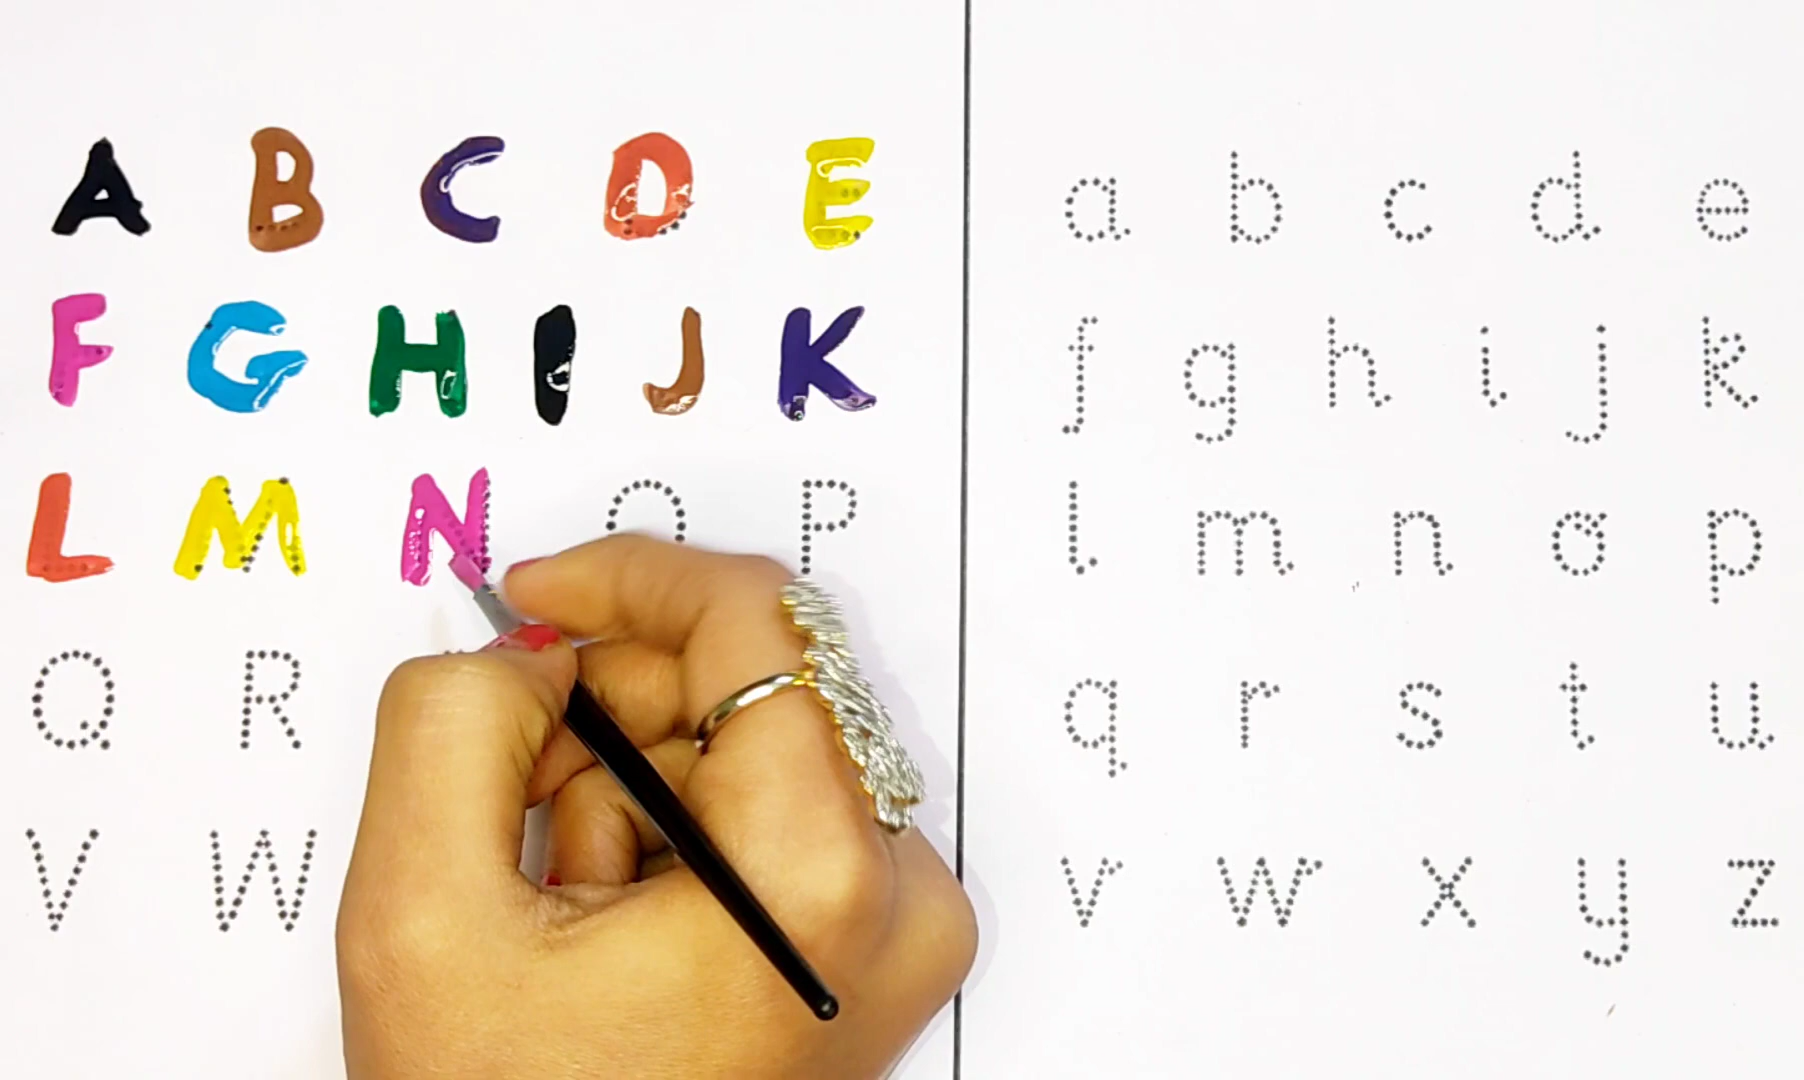 A B C D E
F G H I J K
L M N O P
Q R
V W
a b c d e
f g h i j k
l m n o p
q r s t u
v w x y z